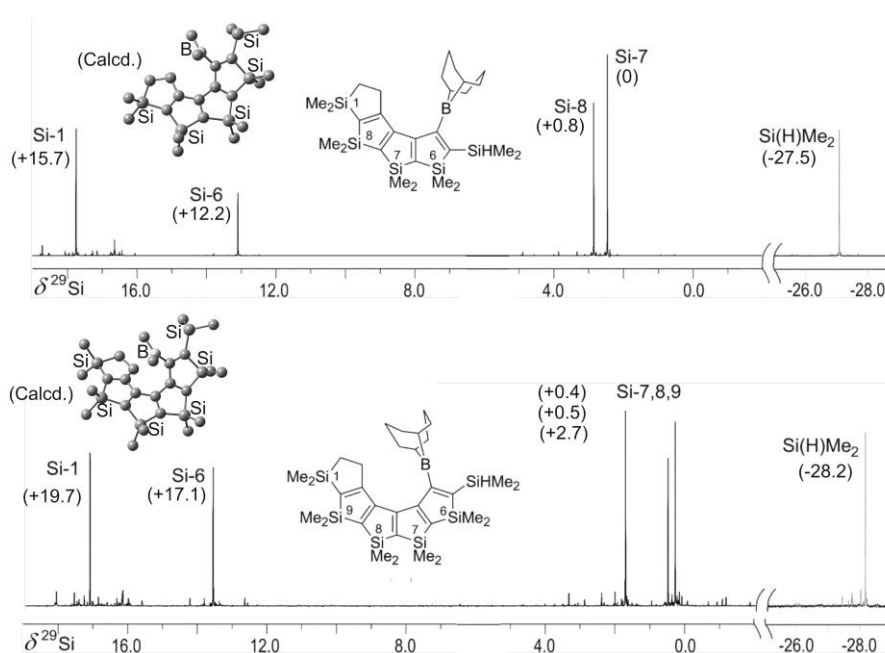 (Calcd.)
B
Si
Si
Si
Si
Si
Si-1
(+15.7)
Si-6
(+12.2)
Me2Si
1
Me2Si
8
7
Si
Me2
6
Si
Me2
B
SiHMe2
Si-8
(+0.8)
Si-7
(0)
Si(H)Me2
(-27.5)
δ29Si
16.0
12.0
8.0
4.0
0.0
-26.0
-28.0
(Calcd.)
Si
B
Si
Si
Si
Si
Si
Si-1
(+19.7)
Si-6
(+17.1)
Me2Si
1
Me2Si
9
8
Si
Me2
7
Si
Me2
6
SiMe2
B
SiHMe2
(+0.4)
(+0.5)
(+2.7)
Si-7,8,9
Si(H)Me2
(-28.2)
δ29Si
16.0
12.0
8.0
4.0
0.0
-26.0
-28.0